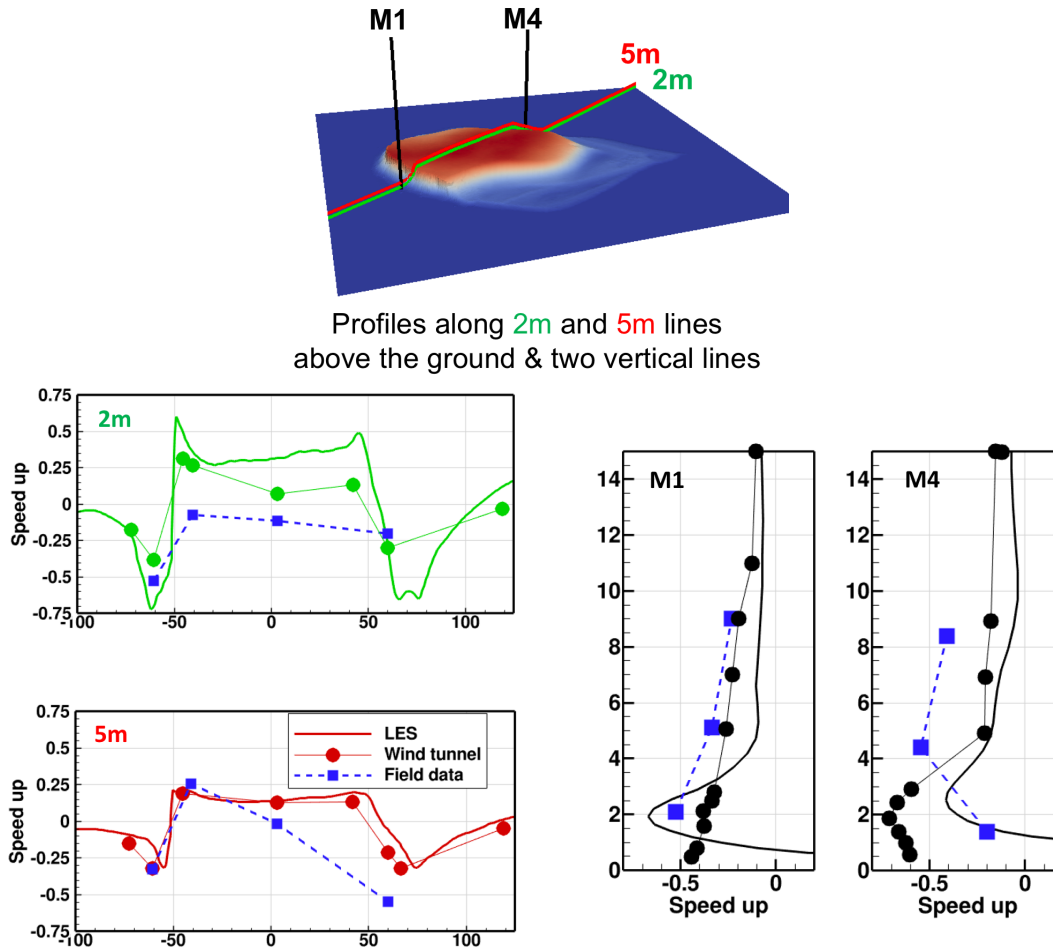 M1
M4
5m
2m
Profiles along 2m and 5m lines
above the ground & two vertical lines
0.75
0.5
0.25
0
-0.25
-0.5
-0.75
-100 -50 0 50 100
Speed up
2m
0.75
0.5
0.25
0
-0.25
-0.5
-0.75
-100 -50 0 50 100
Speed up
5m
LES
Wind tunnel
Field data
14
12
10
8
6
4
2
0
-0.5 0
Speed up
M1
14
12
10
8
6
4
2
0
-0.5 0
Speed up
M4